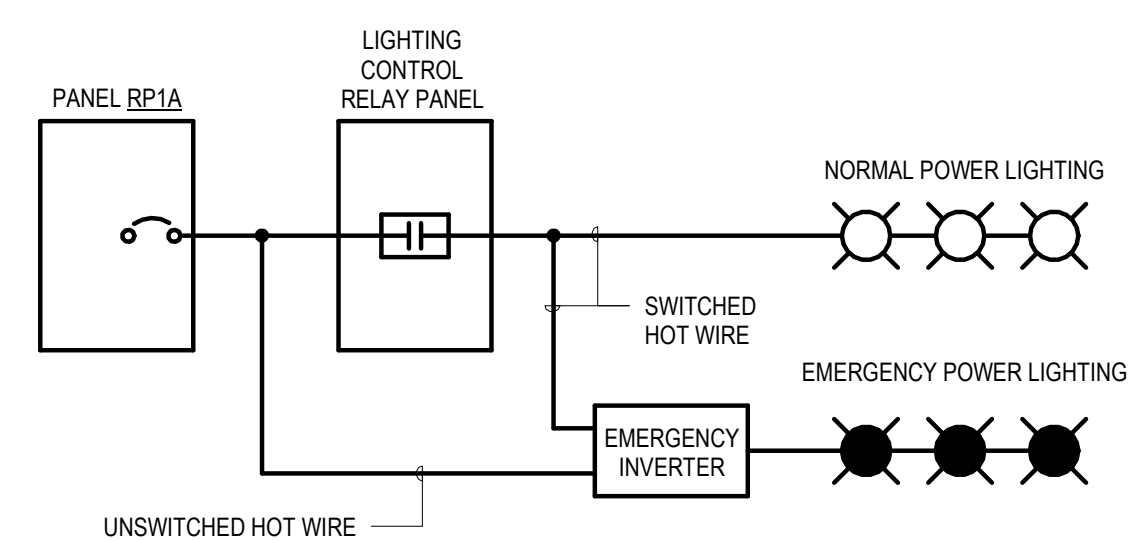 LIGHTING
CONTROL
RELAY PANEL
PANEL RP1A
NORMAL POWER LIGHTING
SWITCHED
HOT WIRE
EMERGENCY POWER LIGHTING
EMERGENCY
INVERTER
UNSWITCHED HOT WIRE